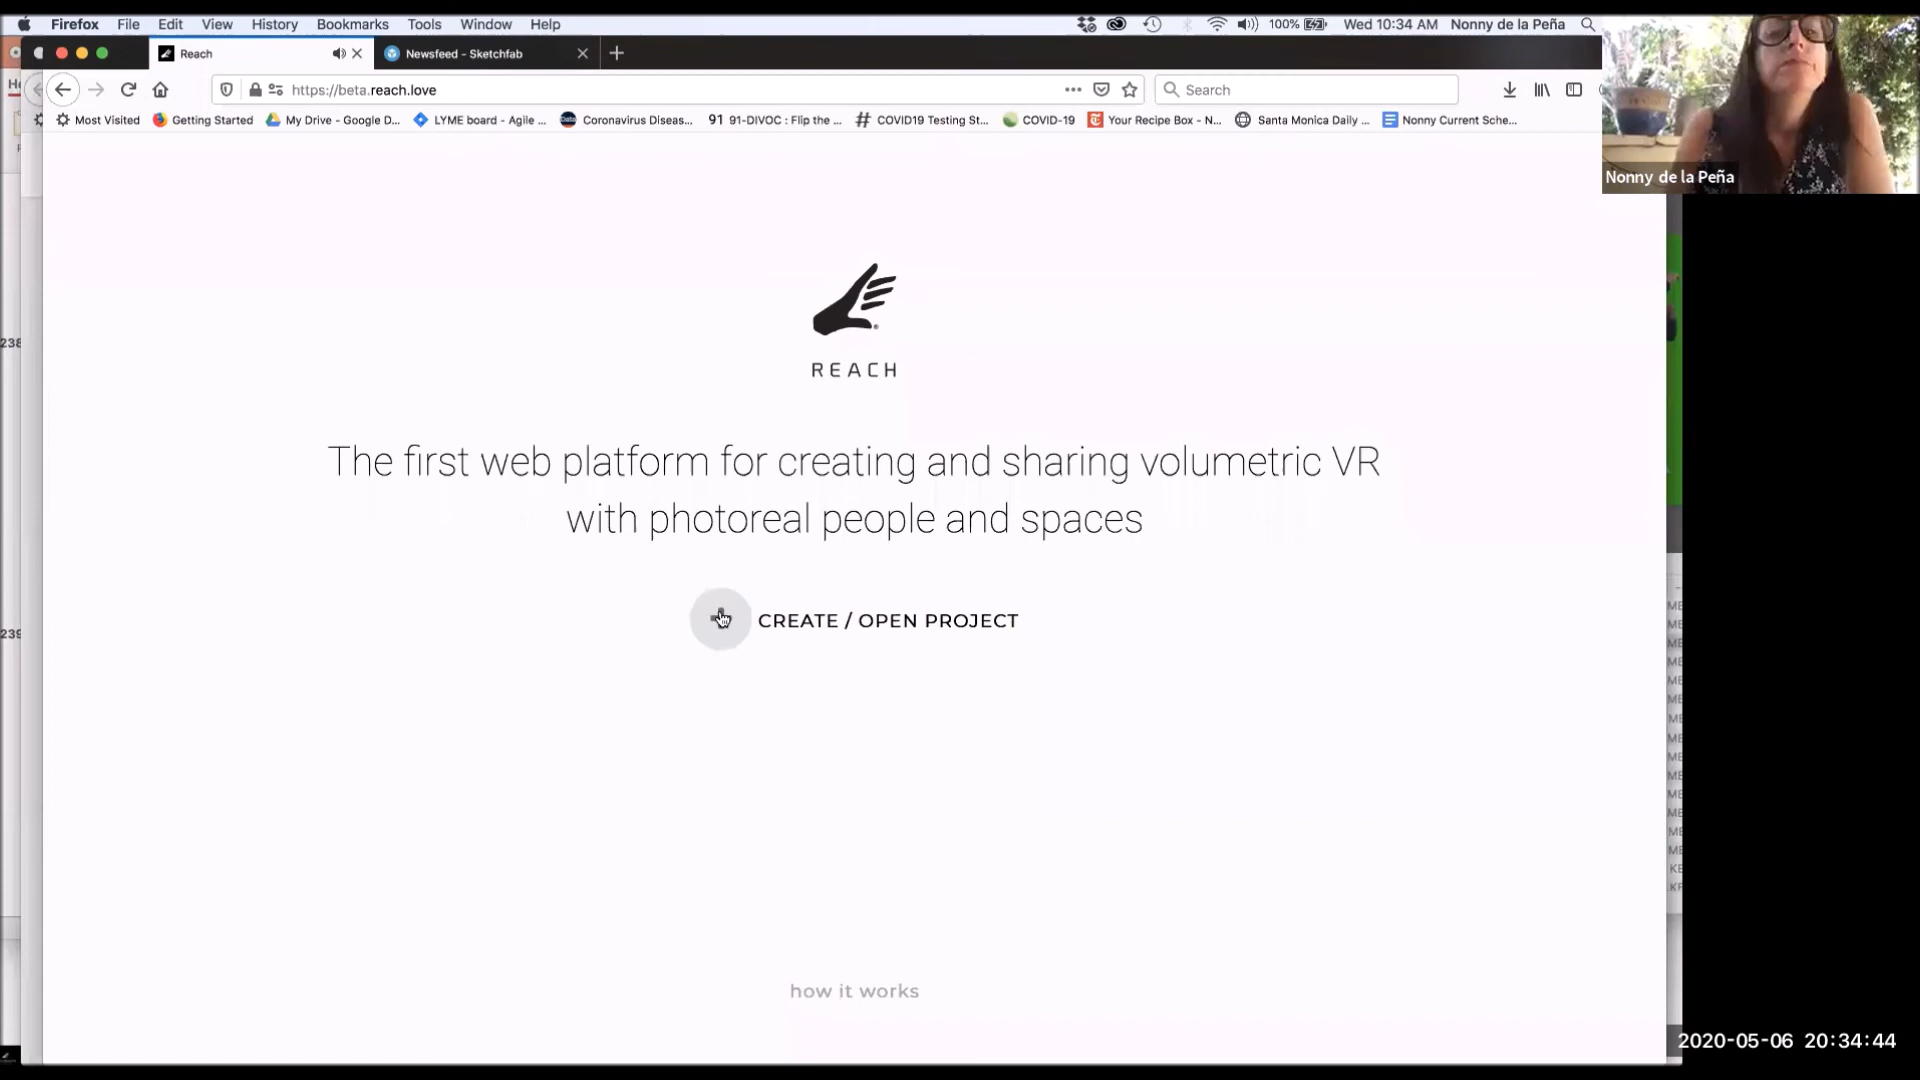 Firefox File Edit View History Bookmarks Tools Window Help 100% Wed 10:34 AM Nonny de la Peña
Reach Newsfeed - Sketchfab
https://beta.reach.love Search
Most Visited Getting Started My Drive - Google D... LYME board - Agile ... Coronavirus Diseas... 91 91-DIVOC : Flip the ... COVID19 Testing St... COVID-19 Your Recipe Box - N... Santa Monica Daily ... Nonny Current Sche...
Nonny de la Peña
REACH
The first web platform for creating and sharing volumetric VR
with photoreal people and spaces
CREATE / OPEN PROJECT
how it works
238
239
2020-05-06 20:34:44